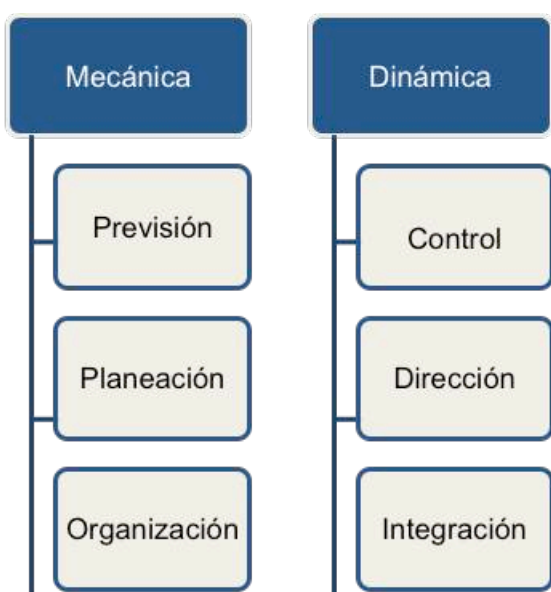 Mecánica
Previsión
Planeación
Organización
Dinámica
Control
Dirección
Integración